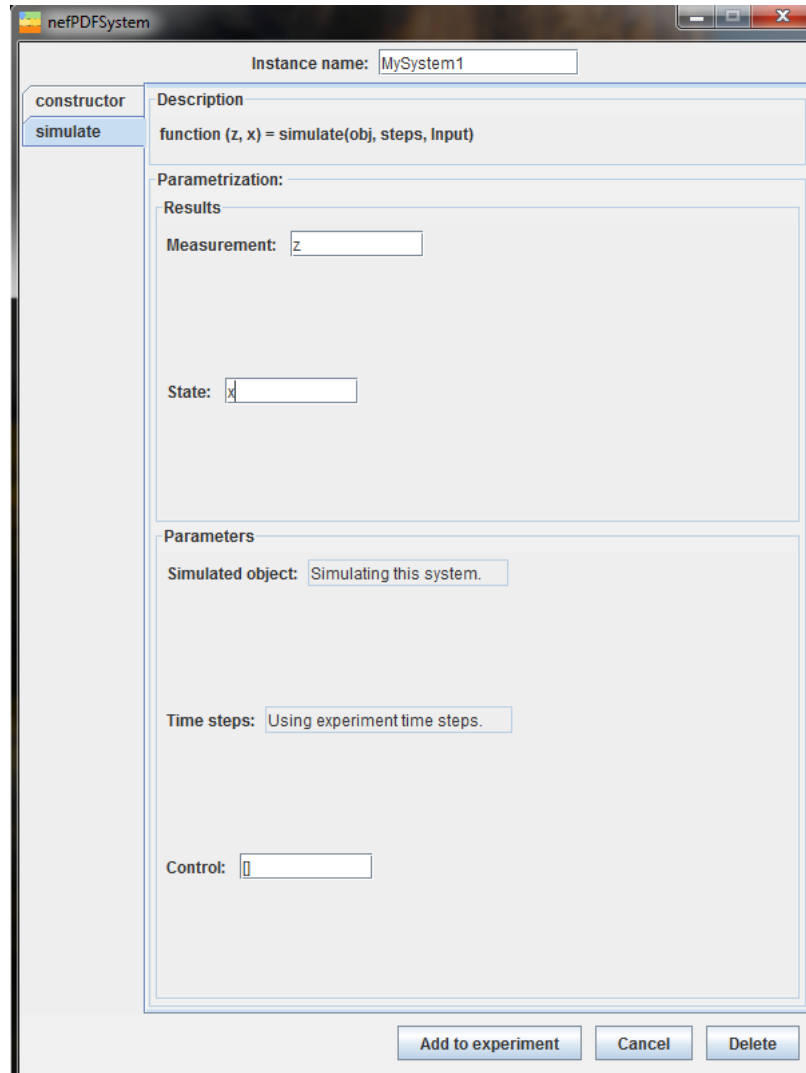 nefPDFSystem
Instance name: MySystem1
constructor
simulate
Description
function (z, x) = simulate(obj, steps, Input)
Parametrization:
Results
Measurement: z
State: x
Parameters
Simulated object: Simulating this system.
Time steps: Using experiment time steps.
Control: []
Add to experiment Cancel Delete